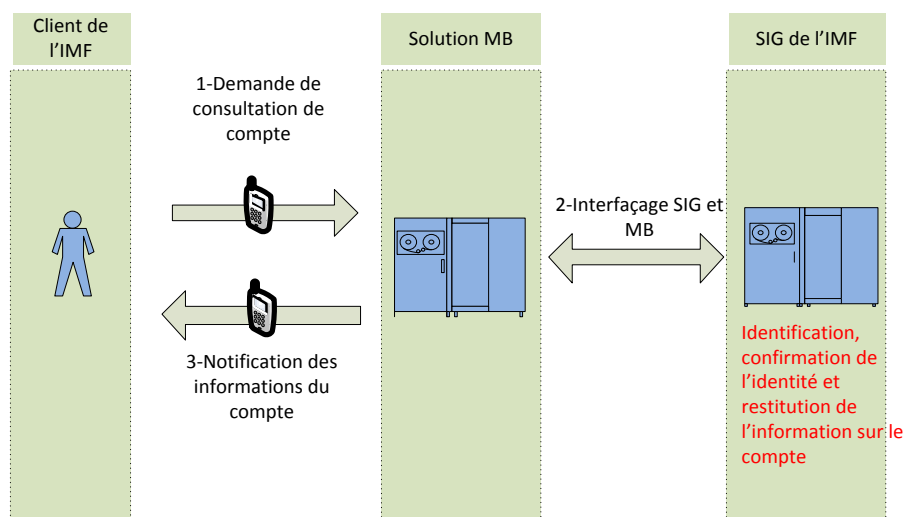 Client de
l'IMF
Solution MB
SIG de l'IMF
1-Demande de
consultation de
compte
2-Interfaçage SIG et
MB
3-Notification des
informations du
compte
Identification,
confirmation de
l'identité et
restitution de
l'information sur le
compte